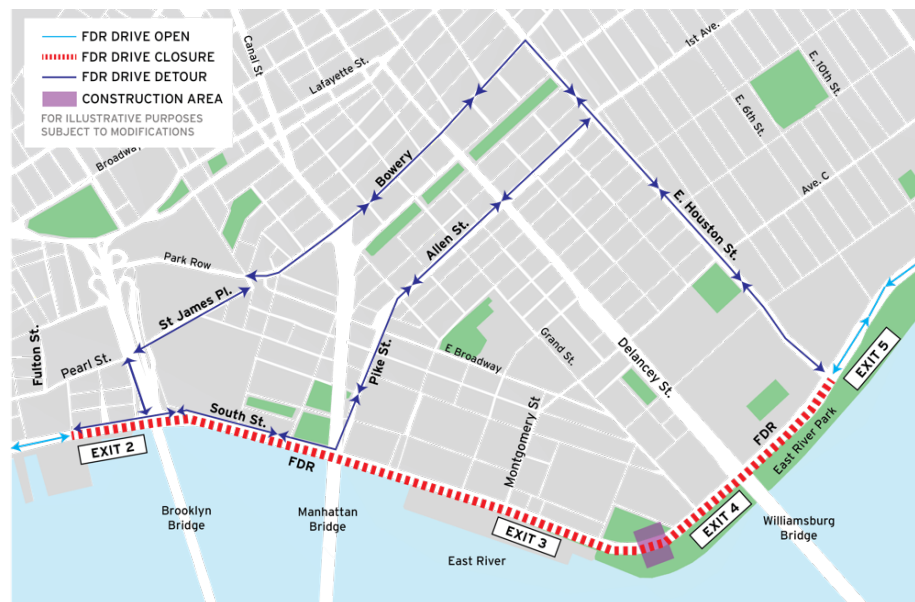 FDR DRIVE OPEN
FDR DRIVE CLOSURE
FDR DRIVE DETOUR
CONSTRUCTION AREA
FOR ILLUSTRATIVE PURPOSES
SUBJECT TO MODIFICATIONS
Canal St
Lafayette St.
1st Ave.
E. 10th St.
E. 6th St.
Broadway
Bowery
Ave. C
Allen St.
E. Houston St.
Park Row
St James Pl.
Fulton St.
Pearl St.
Pike St.
E Broadway
Grand St.
Delancey St.
EXIT 5
South St.
Montgomery St
FDR
East River Park
EXIT 2
FDR
EXIT 3
EXIT 4
Brooklyn
Bridge
Manhattan
Bridge
East River
Williamsburg
Bridge